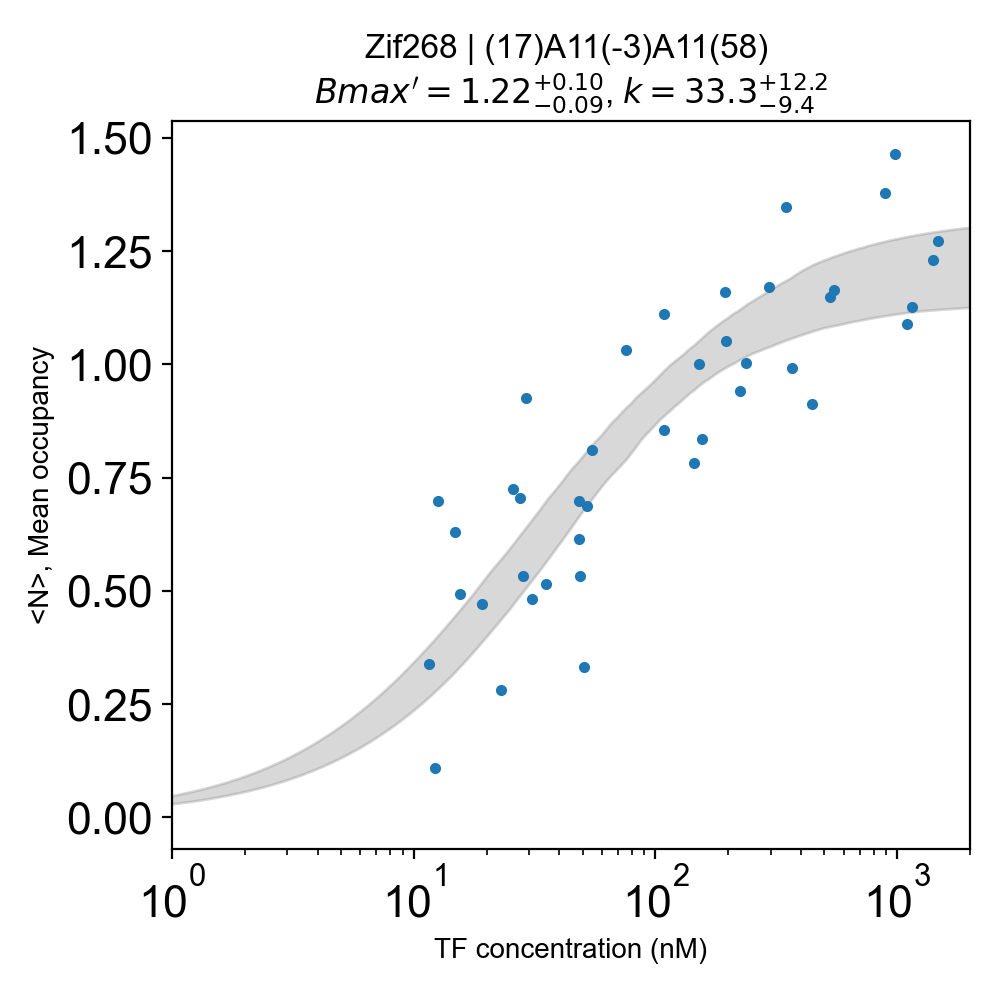 Zif268 | (17)A11(-3)A11(58)
Bmax′ = 1.22+0.10 −0.09, k = 33.3+12.2 −9.4
1.50
1.25
1.00
0.75
0.50
0.25
0.00
<N>, Mean occupancy
10^0 10^1 10^2 10^3
TF concentration (nM)